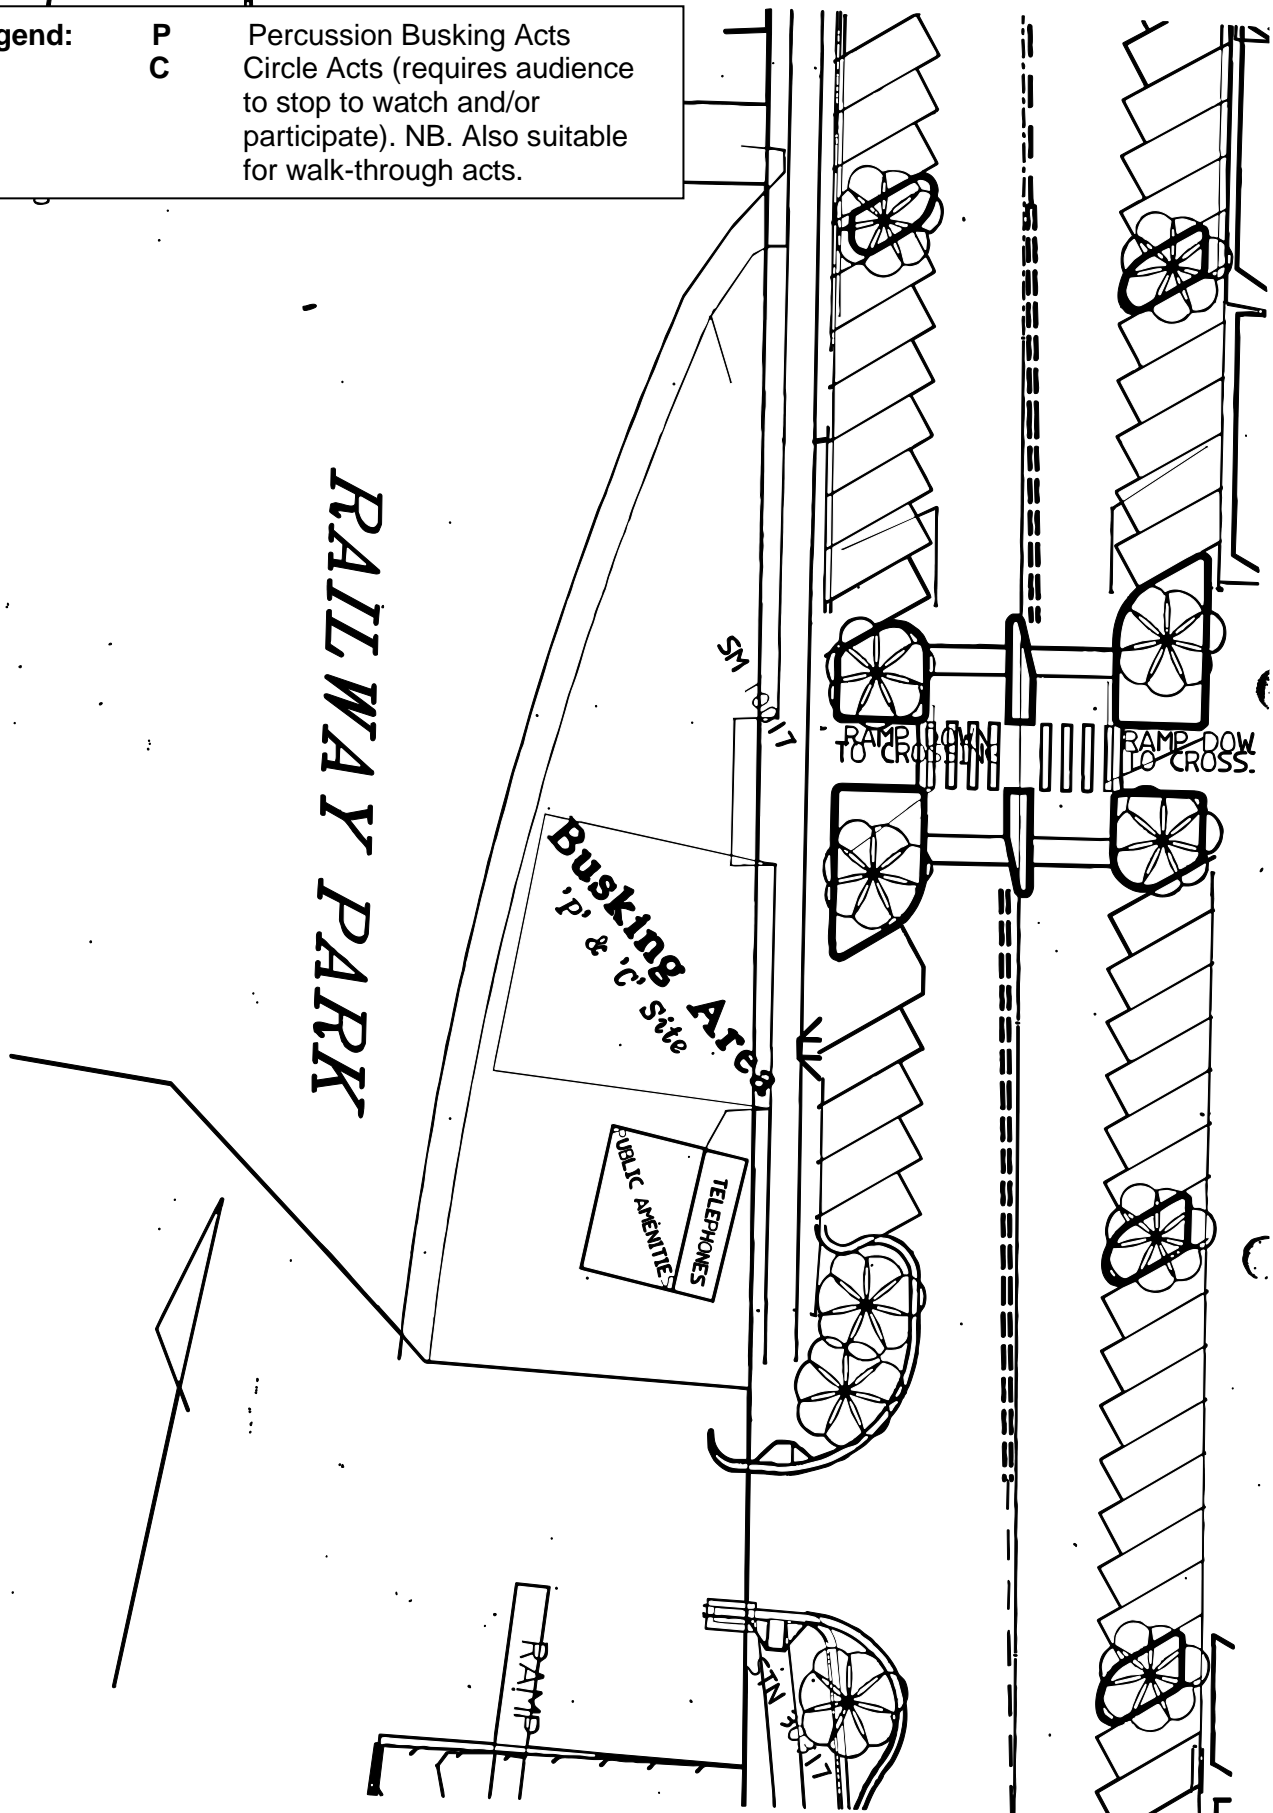 gend: P Percussion Busking Acts
C Circle Acts (requires audience
to stop to watch and/or
participate). NB. Also suitable
for walk-through acts.
RAILWAY PARK
SM
RAMP DOWN
TO CROSSING
RAMP DOW
TO CROSS.
Busking Area
'P' & 'C' Site
PUBLIC AMENITIES
TELEPHONES
RAMP
STN